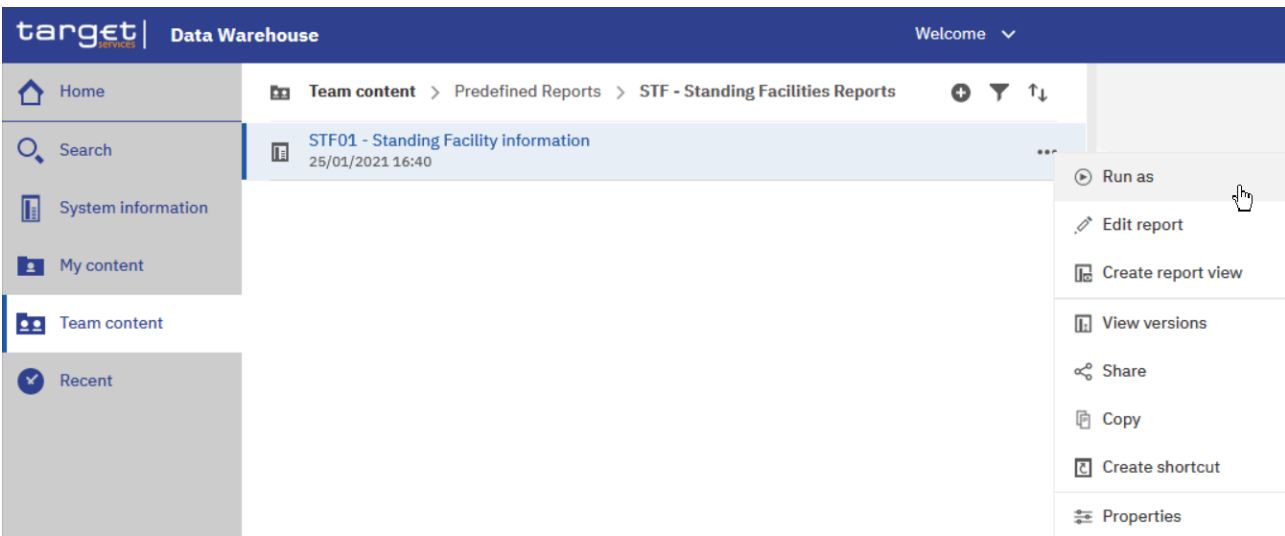 target services Data Warehouse Welcome
Home
Team content > Predefined Reports > STF - Standing Facilities Reports
Search
STF01 - Standing Facility information
25/01/2021 16:40
System information
My content
Team content
Recent
Run as
Edit report
Create report view
View versions
Share
Copy
Create shortcut
Properties